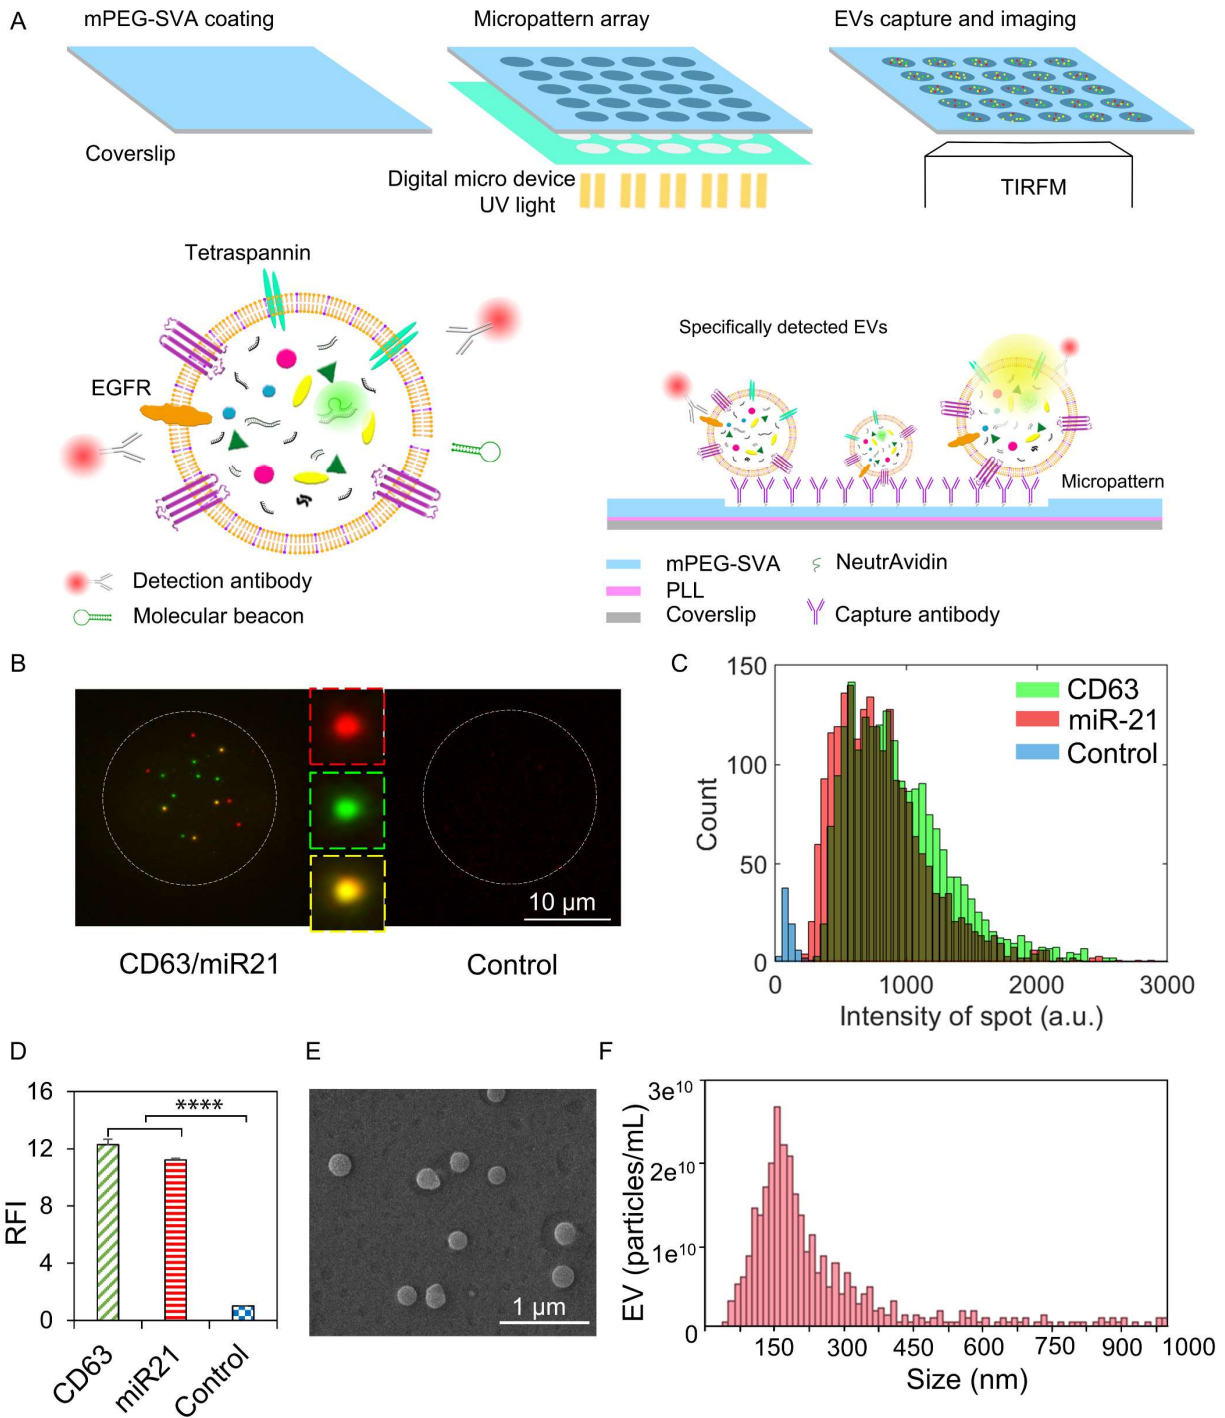 A
mPEG-SVA coating
Micropattern array
EVs capture and imaging
Coverslip
Digital micro device
UV light
TIRFM
Tetraspannin
EGFR
Detection antibody
Molecular beacon
Specifically detected EVs
Micropattern
mPEG-SVA
NeutrAvidin
PLL
Coverslip
Capture antibody
B
10 μm
CD63/miR21
Control
C
150
100
50
0
Count
CD63
miR-21
Control
0 1000 2000 3000
Intensity of spot (a.u.)
D
16
12
8
4
0
RFI
****
CD63
miR21
Control
E
1 μm
F
3e10
2e10
1e10
0
EV (particles/mL)
150 300 450 600 750 900 1000
Size (nm)